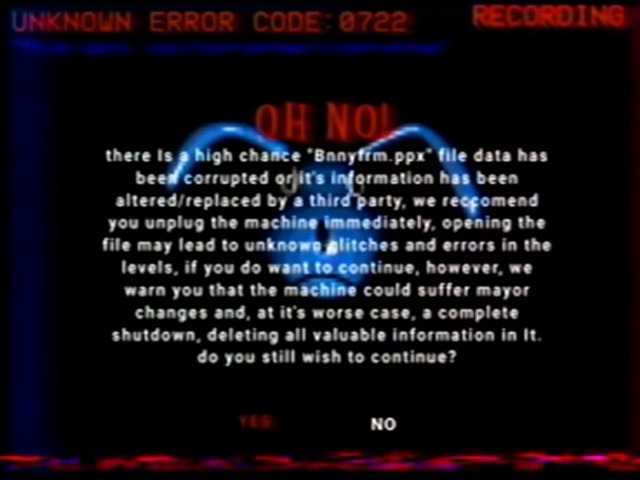 UNKNOWN ERROR CODE:0722
RECORDING
OH NO!
there Is a high chance "Bnnyfrm.ppx" file data has
been corrupted or it's information has been
altered/replaced by a third party, we reccomend
you unplug the machine immediately, opening the
file may lead to unknown glitches and errors in the
levels, if you do want to continue, however, we
warn you that the machine could suffer mayor
changes and, at it's worse case, a complete
shutdown, deleting all valuable information in It.
do you still wish to continue?
YES
NO